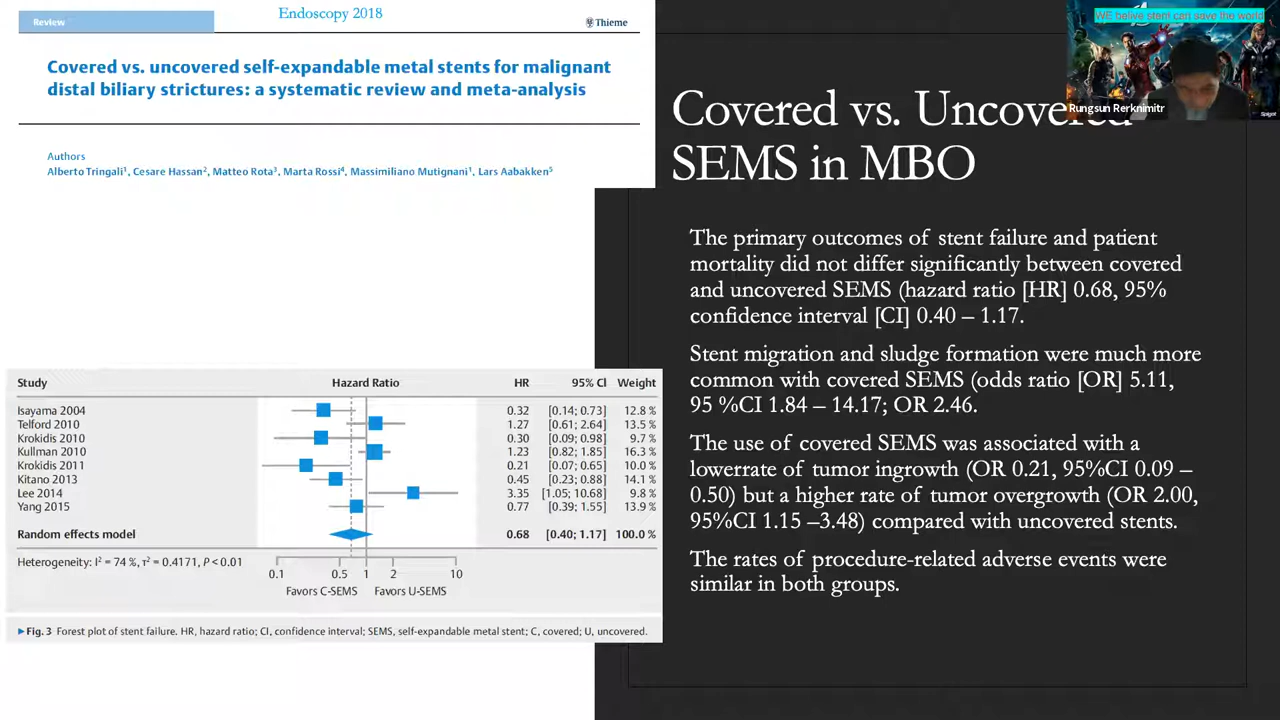 Review
Endoscopy 2018
Thieme
Covered vs. uncovered self-expandable metal stents for malignant
distal biliary strictures: a systematic review and meta-analysis
Authors
Alberto Tringali¹, Cesare Hassan², Matteo Rota³, Marta Rossi⁴, Massimiliano Mutignani¹, Lars Aabakken⁵
WE belive stent can save the world
Rungsun Rerknimitr
Covered vs. Uncovered
SEMS in MBO
The primary outcomes of stent failure and patient
mortality did not differ significantly between covered
and uncovered SEMS (hazard ratio [HR] 0.68, 95%
confidence interval [CI] 0.40 – 1.17.
Stent migration and sludge formation were much more
common with covered SEMS (odds ratio [OR] 5.11,
95 %CI 1.84 – 14.17; OR 2.46.
The use of covered SEMS was associated with a
lowerrate of tumor ingrowth (OR 0.21, 95%CI 0.09 –
0.50) but a higher rate of tumor overgrowth (OR 2.00,
95%CI 1.15 –3.48) compared with uncovered stents.
The rates of procedure-related adverse events were
similar in both groups.
Study Hazard Ratio HR 95% CI Weight
Isayama 2004 0.32 [0.14; 0.73] 12.8 %
Telford 2010 1.27 [0.61; 2.64] 13.5 %
Krokidis 2010 0.30 [0.09; 0.98] 9.7 %
Kullman 2010 1.23 [0.82; 1.85] 16.3 %
Krokidis 2011 0.21 [0.07; 0.65] 10.0 %
Kitano 2013 0.45 [0.23; 0.88] 14.1 %
Lee 2014 3.35 [1.05; 10.68] 9.8 %
Yang 2015 0.77 [0.39; 1.55] 13.9 %
Random effects model 0.68 [0.40; 1.17] 100.0 %
Heterogeneity: I² = 74 %, τ² = 0.4171, P < 0.01
0.1 0.5 1 2 10
Favors C-SEMS Favors U-SEMS
▶ Fig. 3 Forest plot of stent failure. HR, hazard ratio; CI, confidence interval; SEMS, self-expandable metal stent; C, covered; U, uncovered.